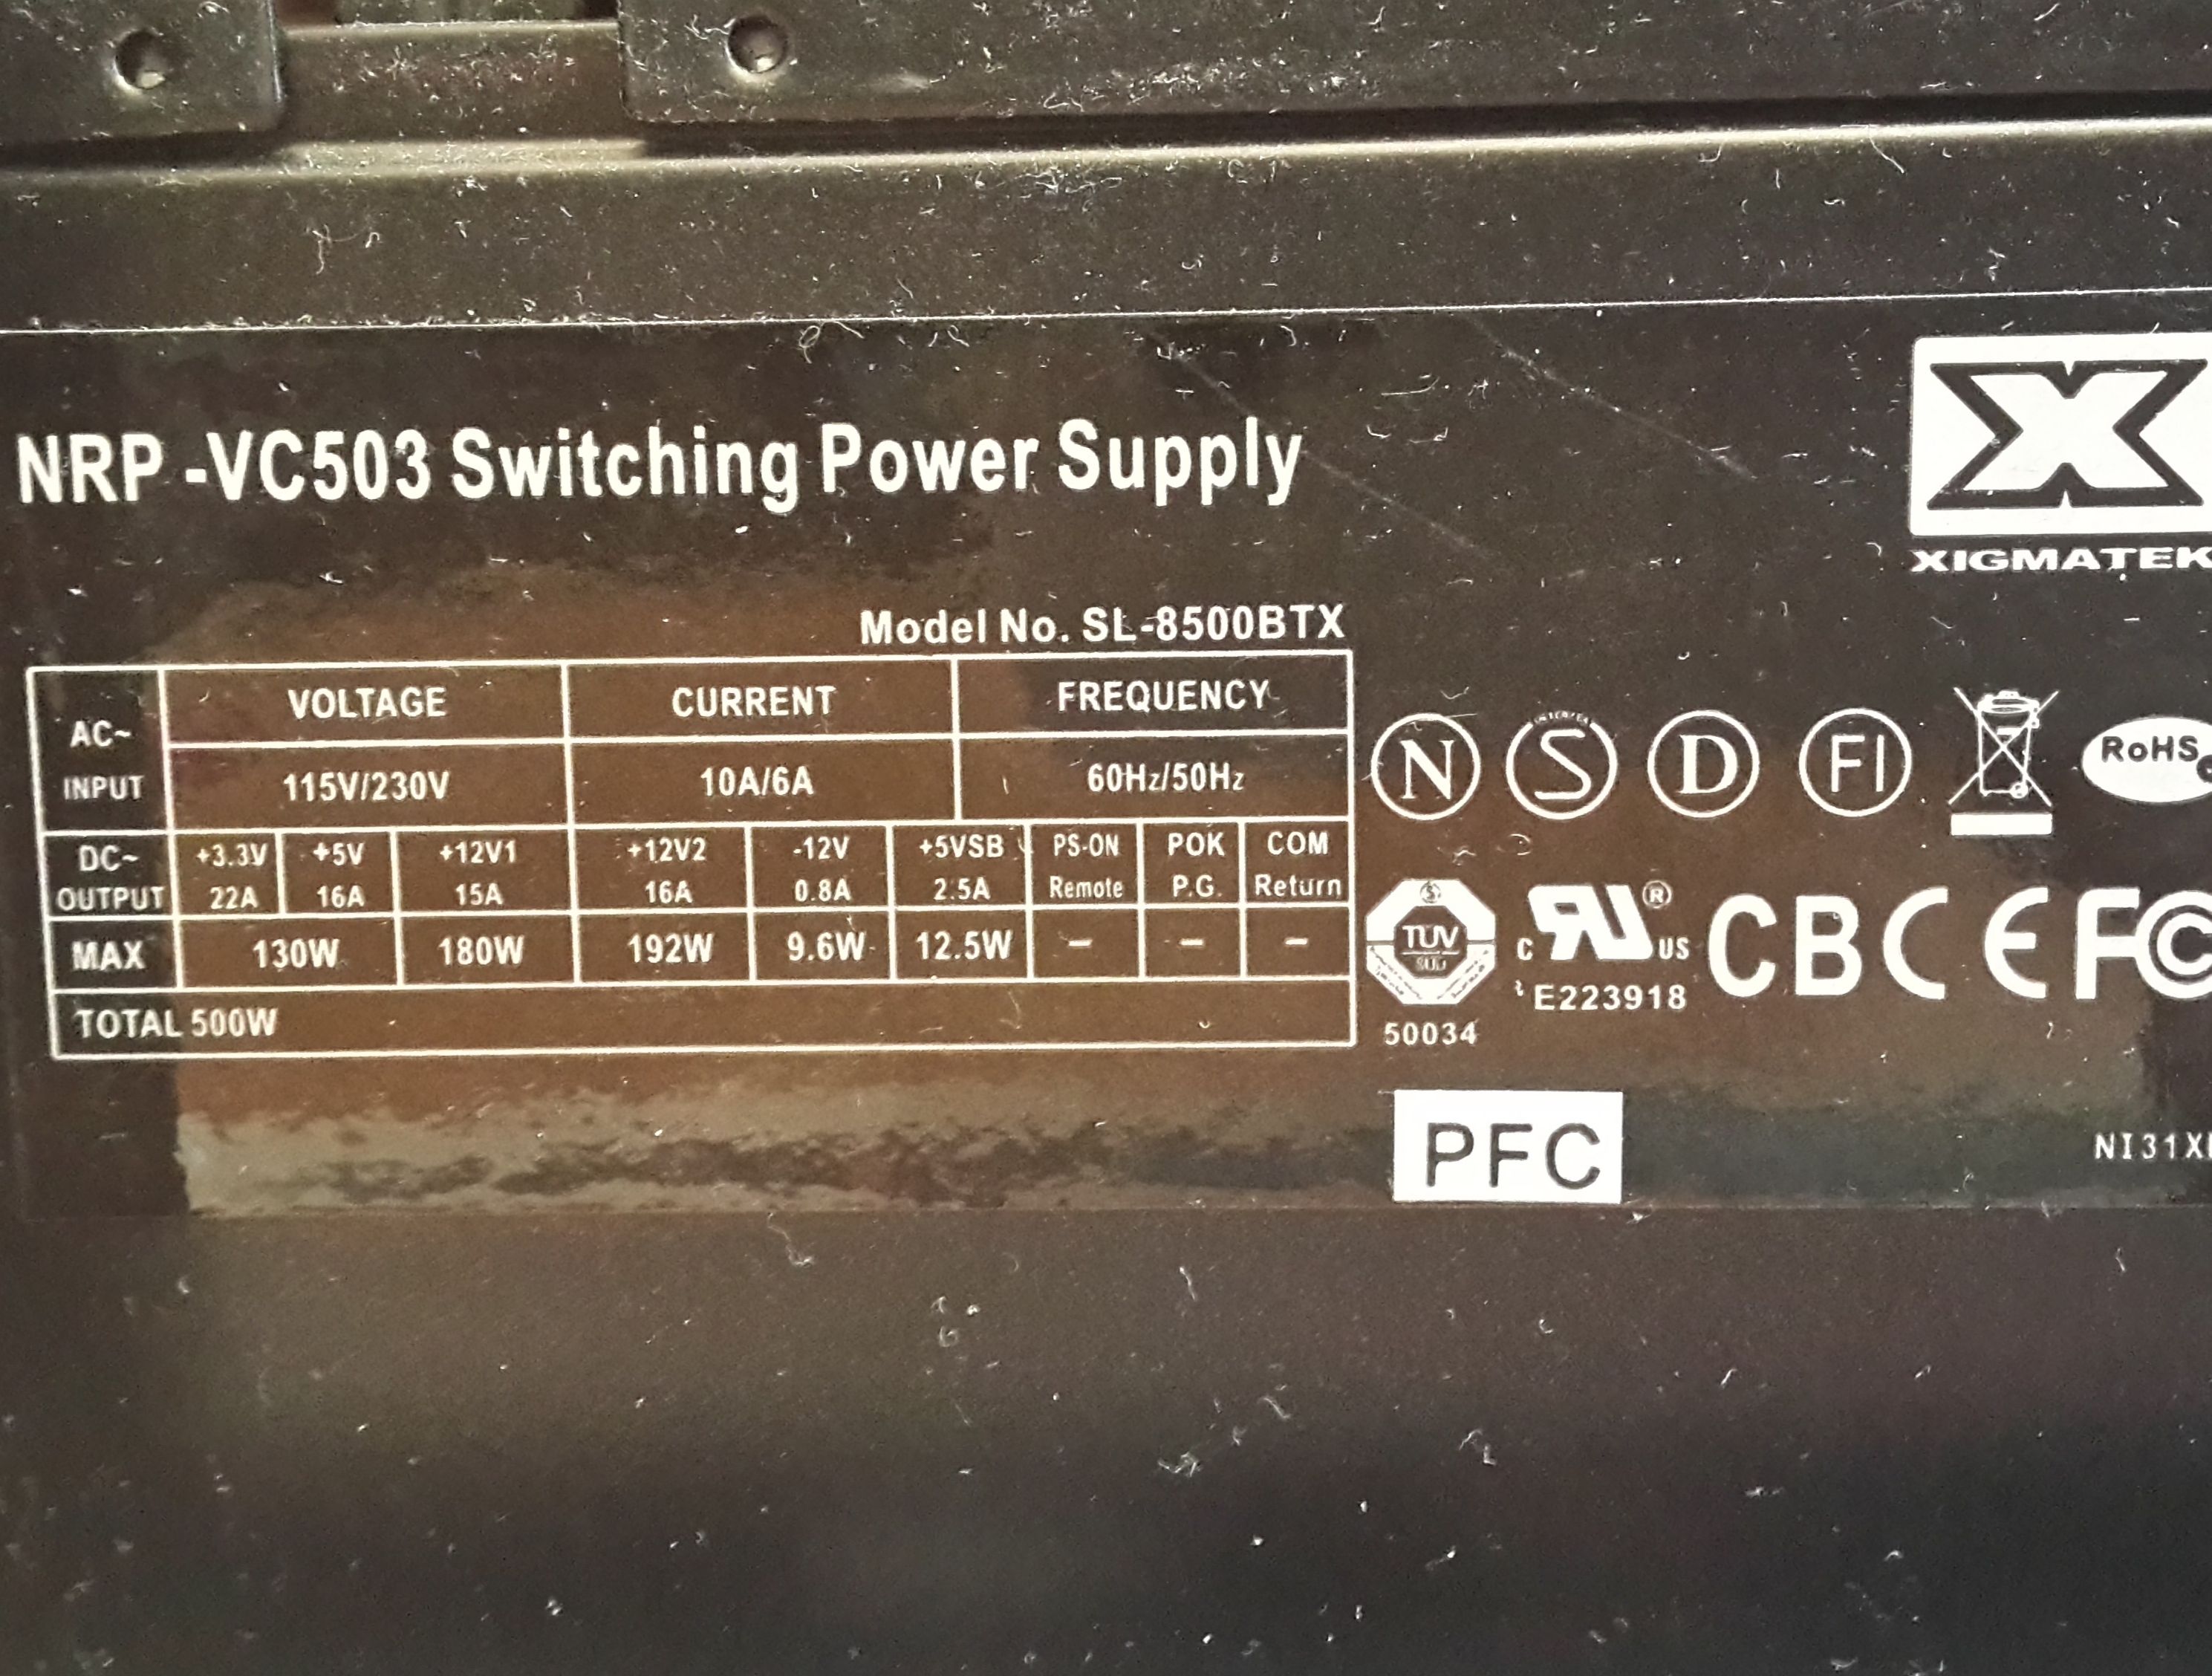 NRP -VC503 Switching Power Supply
XIGMATEK
Model No. SL-8500BTX
AC~ INPUT VOLTAGE CURRENT FREQUENCY
115V/230V 10A/6A 60Hz/50Hz
DC~ OUTPUT +3.3V +5V +12V1 +12V2 -12V +5VSB PS-ON POK COM
22A 16A 15A 16A 0.8A 2.5A Remote P.G. Return
MAX 130W 180W 192W 9.6W 12.5W - - -
TOTAL 500W
N S D FI RoHS
TUV SUD C RU ® US CB CE FC
E223918
50034
PFC
NI31X